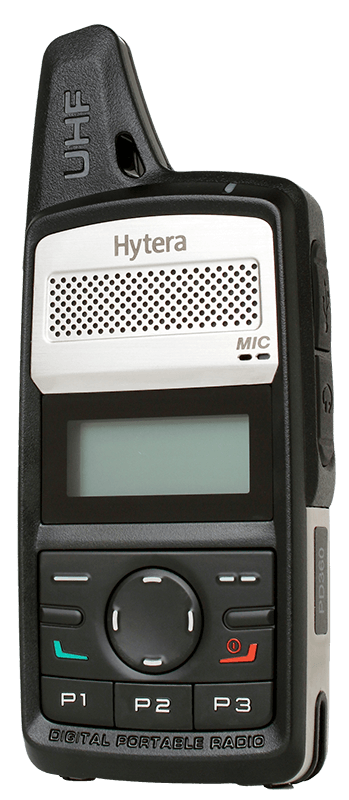 UHF
Hytera
MIC
PD360
P1 P2 P3
DIGITAL PORTABLE RADIO